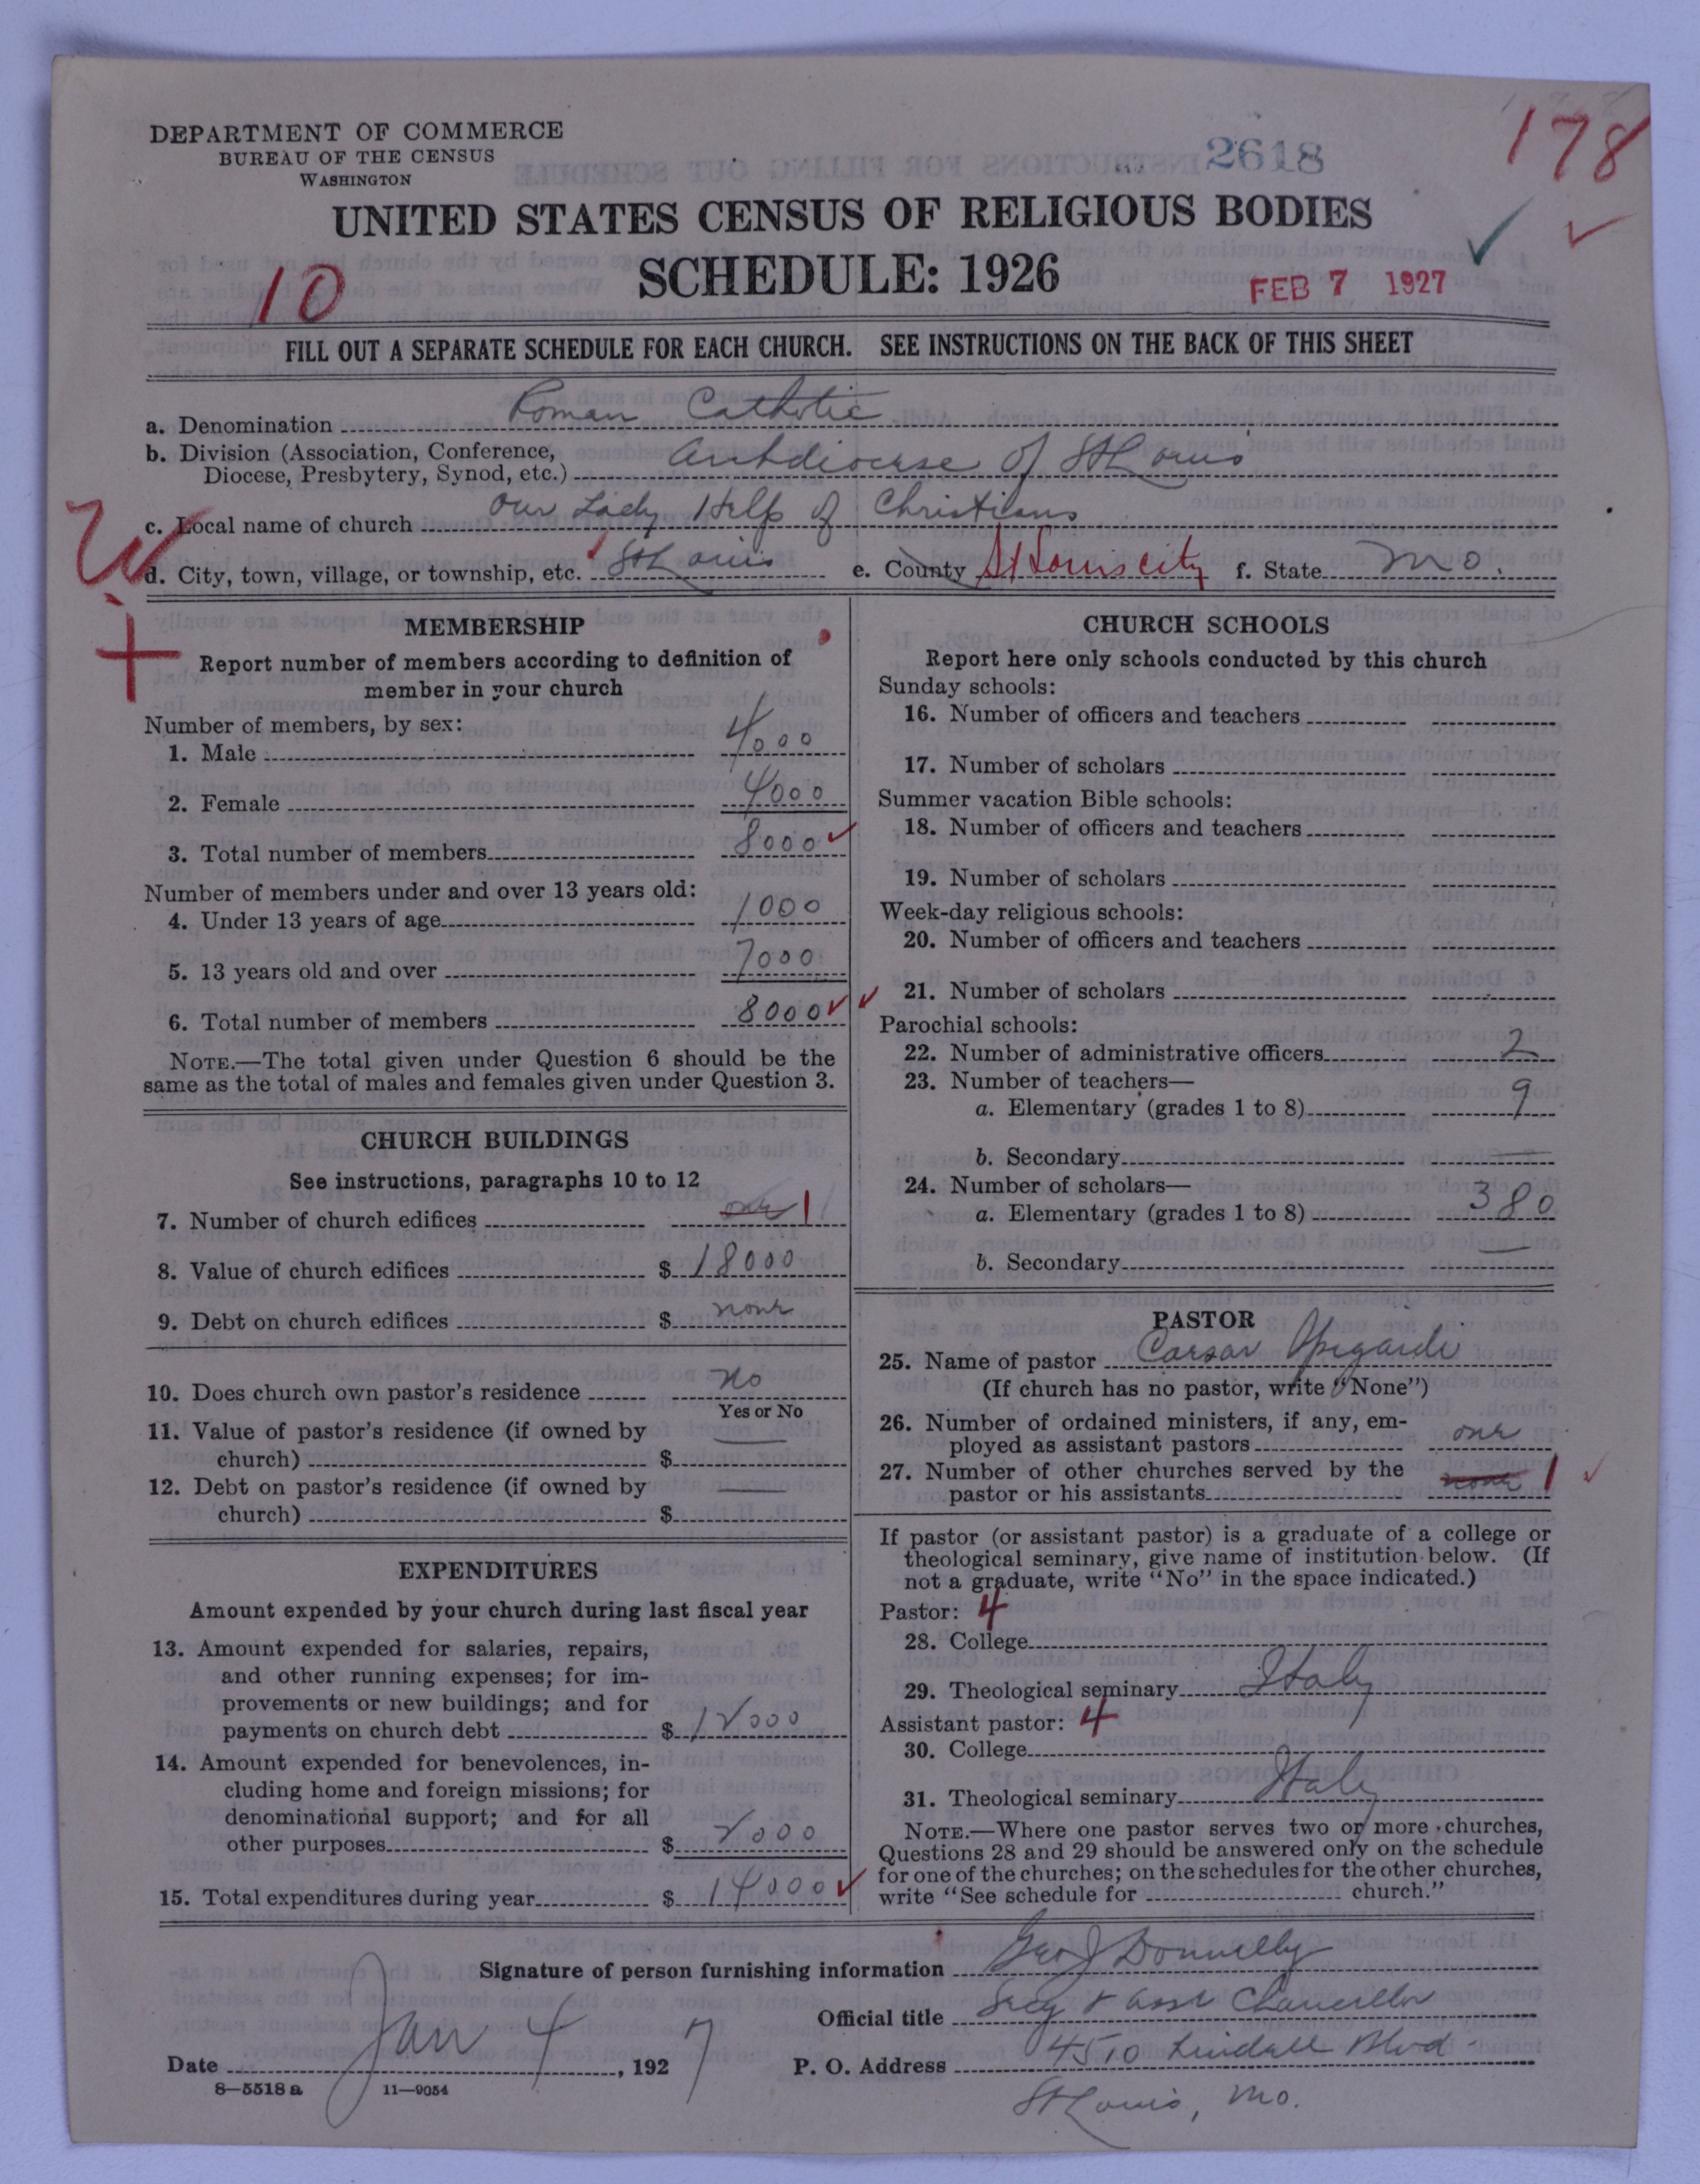 DEPARTMENT OF COMMERCE
BUREAU OF THE CENSUS
WASHINGTON
2618
178
UNITED STATES CENSUS OF RELIGIOUS BODIES
SCHEDULE: 1926
10
FEB 7 1927
FILL OUT A SEPARATE SCHEDULE FOR EACH CHURCH. SEE INSTRUCTIONS ON THE BACK OF THIS SHEET
a. Denomination Roman Catholic
b. Division (Association, Conference,
Diocese, Presbytery, Synod, etc.) Archdiocese of St Louis
c. Local name of church Our Lady Help of Christians
d. City, town, village, or township, etc. St Louis e. County St Louis city f. State Mo.
MEMBERSHIP
Report number of members according to definition of
member in your church
Number of members, by sex:
1. Male 4000
2. Female 4000
3. Total number of members 8000
Number of members under and over 13 years old:
4. Under 13 years of age 1000
5. 13 years old and over 7000
6. Total number of members 8000
NOTE.—The total given under Question 6 should be the
same as the total of males and females given under Question 3.
CHURCH BUILDINGS
See instructions, paragraphs 10 to 12
7. Number of church edifices one 1
8. Value of church edifices $ 18000
9. Debt on church edifices $ none
10. Does church own pastor's residence No
Yes or No
11. Value of pastor's residence (if owned by
church) $
12. Debt on pastor's residence (if owned by
church) $
EXPENDITURES
Amount expended by your church during last fiscal year
13. Amount expended for salaries, repairs,
and other running expenses; for im-
provements or new buildings; and for
payments on church debt $ 12000
14. Amount expended for benevolences, in-
cluding home and foreign missions; for
denominational support; and for all
other purposes $ 2000
15. Total expenditures during year $ 14000
CHURCH SCHOOLS
Report here only schools conducted by this church
Sunday schools:
16. Number of officers and teachers
17. Number of scholars
Summer vacation Bible schools:
18. Number of officers and teachers
19. Number of scholars
Week-day religious schools:
20. Number of officers and teachers
21. Number of scholars
Parochial schools:
22. Number of administrative officers 2
23. Number of teachers—
a. Elementary (grades 1 to 8) 9
b. Secondary
24. Number of scholars—
a. Elementary (grades 1 to 8) 380
b. Secondary
PASTOR
25. Name of pastor Caesar Spigardi
(If church has no pastor, write "None")
26. Number of ordained ministers, if any, em-
ployed as assistant pastors one
27. Number of other churches served by the
pastor or his assistants none 1
If pastor (or assistant pastor) is a graduate of a college or
theological seminary, give name of institution below. (If
not a graduate, write "No" in the space indicated.)
Pastor: 4
28. College
29. Theological seminary Italy
Assistant pastor: 4
30. College
31. Theological seminary Italy
NOTE.—Where one pastor serves two or more churches,
Questions 28 and 29 should be answered only on the schedule
for one of the churches; on the schedules for the other churches,
write "See schedule for church."
Signature of person furnishing information Geo J Donnelly
Official title Secy & asst Chancellor
Date Jan 4, 1927 P. O. Address 4510 Lindell Blvd
8—5518 a 11—9054
St Louis, Mo.